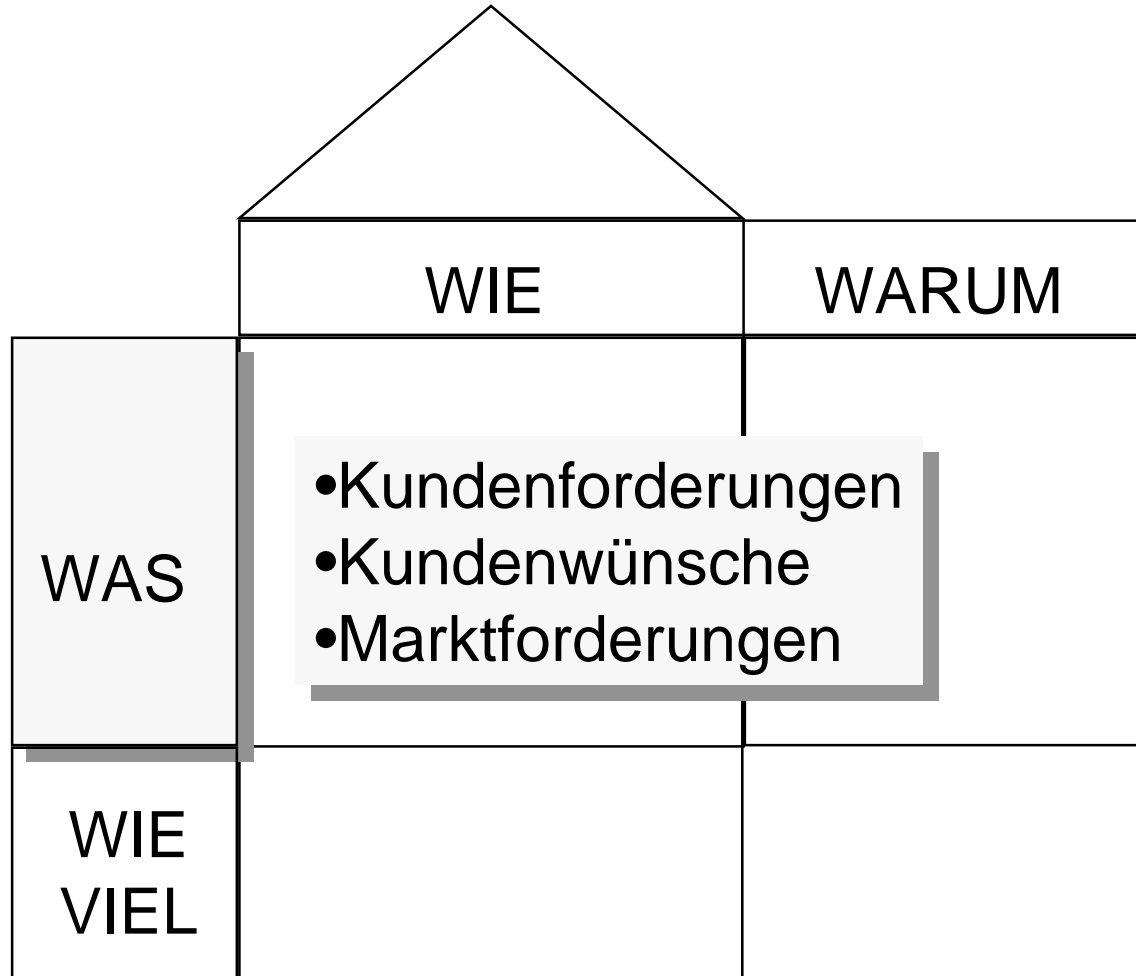 WIE
WARUM
WAS
•Kundenforderungen
•Kundenwünsche
•Marktforderungen
WIE
VIEL